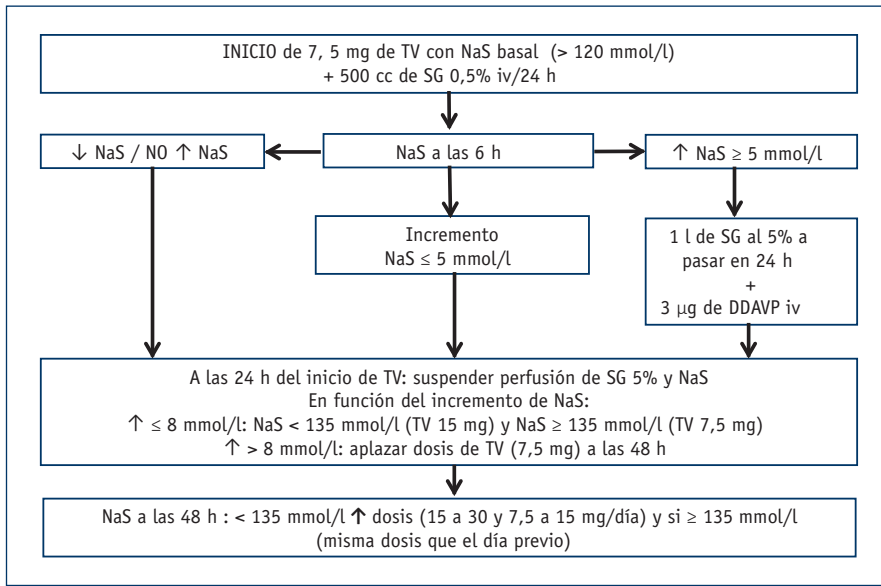 INICIO de 7, 5 mg de TV con NaS basal (> 120 mmol/l)
+ 500 cc de SG 0,5% iv/24 h
↓ NaS / NO ↑ NaS
NaS a las 6 h
↑ NaS ≥ 5 mmol/l
Incremento
NaS ≤ 5 mmol/l
1 l de SG al 5% a
pasar en 24 h
+
3 μg de DDAVP iv
A las 24 h del inicio de TV: suspender perfusión de SG 5% y NaS
En función del incremento de NaS:
↑ ≤ 8 mmol/l: NaS < 135 mmol/l (TV 15 mg) y NaS ≥ 135 mmol/l (TV 7,5 mg)
↑ > 8 mmol/l: aplazar dosis de TV (7,5 mg) a las 48 h
NaS a las 48 h : < 135 mmol/l ↑ dosis (15 a 30 y 7,5 a 15 mg/día) y si ≥ 135 mmol/l
(misma dosis que el día previo)